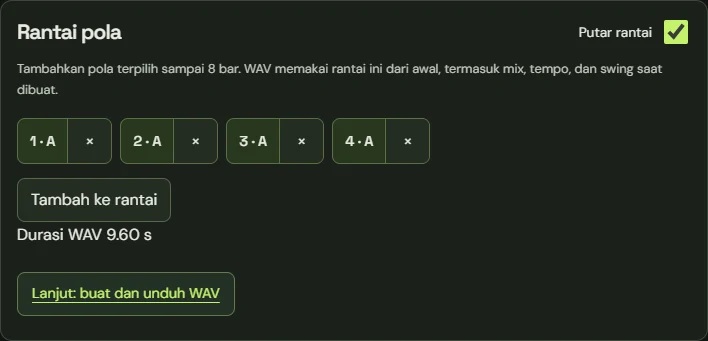 Rantai pola
Putar rantai
Tambahkan pola terpilih sampai 8 bar. WAV memakai rantai ini dari awal, termasuk mix, tempo, dan swing saat
dibuat.
1·A × 2·A × 3·A × 4·A ×
Tambah ke rantai
Durasi WAV 9.60 s
Lanjut: buat dan unduh WAV